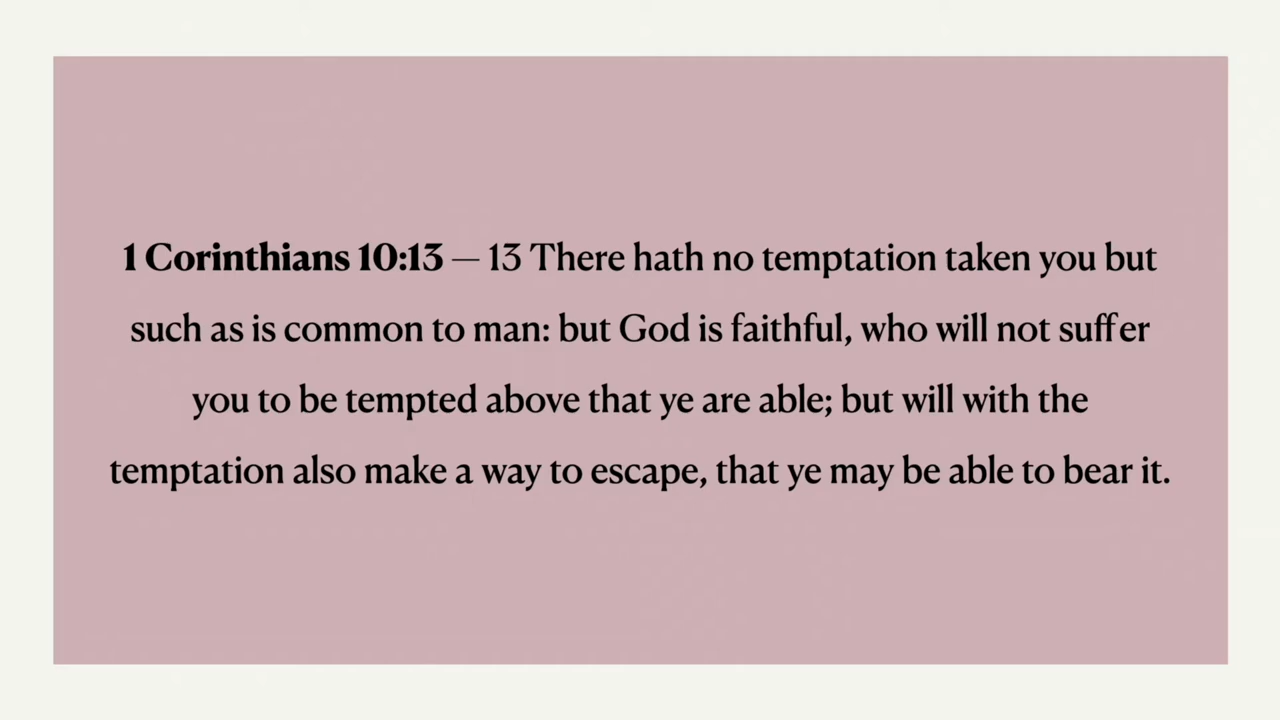 1 Corinthians 10:13 — 13 There hath no temptation taken you but
such as is common to man: but God is faithful, who will not suffer
you to be tempted above that ye are able; but will with the
temptation also make a way to escape, that ye may be able to bear it.